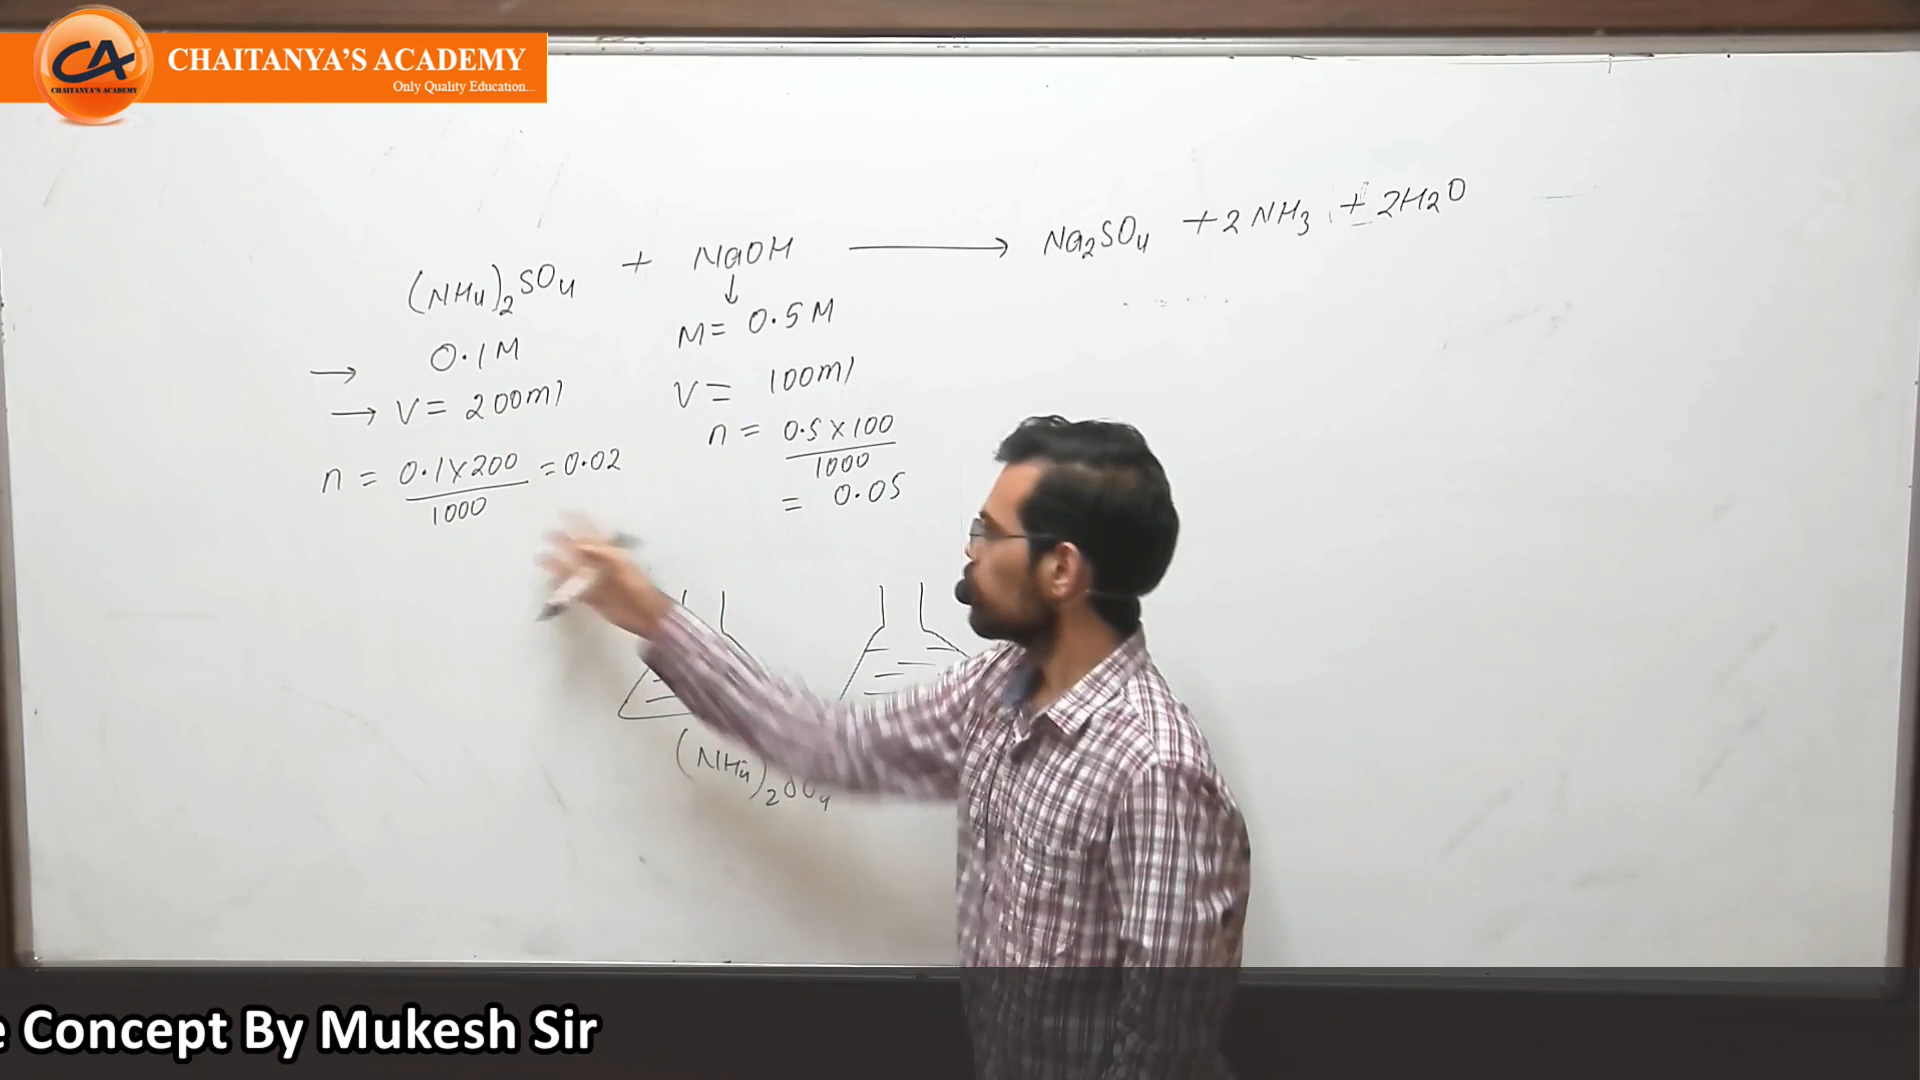 CA
CHAITANYA'S ACADEMY
CHAITANYA'S ACADEMY
Only Quality Education...
(NH4)2SO4 + NaOH → Na2SO4 + 2NH3 + 2H2O
↓
→ 0.1M
M = 0.5M
→ V = 200ml
V = 100ml
n = 0.1×200/1000 = 0.02
n = 0.5×100/1000
= 0.05
(NH4)2SO4
Concept By Mukesh Sir